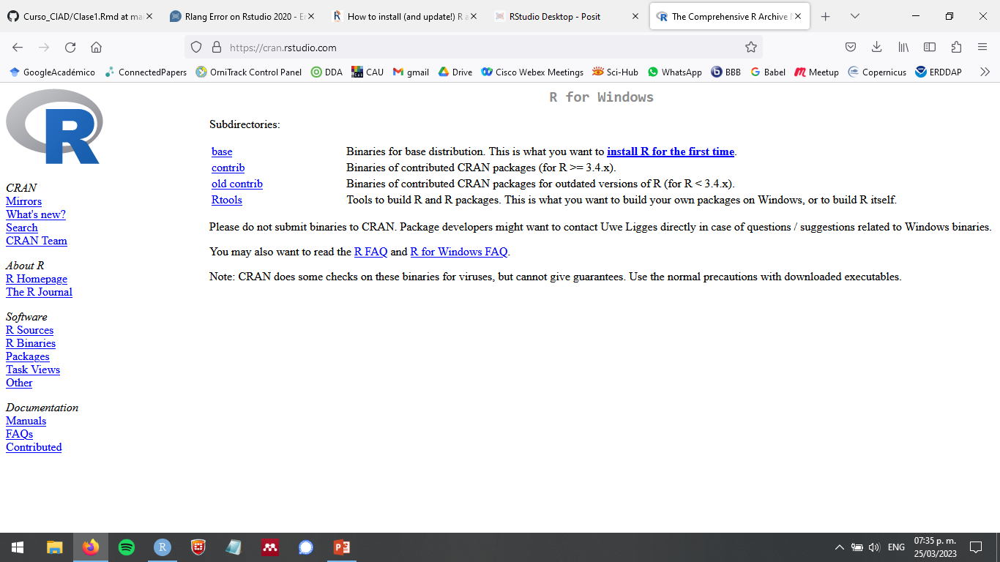 Curso_CIAD/Clase1.Rmd at ma
Rlang Error on Rstudio 2020 - E
How to install (and update!) R a
RStudio Desktop - Posit
The Comprehensive R Archive
https://cran.rstudio.com
GoogleAcadémico
ConnectedPapers
OrniTrack Control Panel
DDA
CAU
gmail
Drive
Cisco Webex Meetings
Sci-Hub
WhatsApp
BBB
Babel
Meetup
Copernicus
ERDDAP
R
CRAN
Mirrors
What's new?
Search
CRAN Team
About R
R Homepage
The R Journal
Software
R Sources
R Binaries
Packages
Task Views
Other
Documentation
Manuals
FAQs
Contributed
R for Windows
Subdirectories:
base Binaries for base distribution. This is what you want to install R for the first time.
contrib Binaries of contributed CRAN packages (for R >= 3.4.x).
old contrib Binaries of contributed CRAN packages for outdated versions of R (for R < 3.4.x).
Rtools Tools to build R and R packages. This is what you want to build your own packages on Windows, or to build R itself.
Please do not submit binaries to CRAN. Package developers might want to contact Uwe Ligges directly in case of questions / suggestions related to Windows binaries.
You may also want to read the R FAQ and R for Windows FAQ.
Note: CRAN does some checks on these binaries for viruses, but cannot give guarantees. Use the normal precautions with downloaded executables.
ENG
07:35 p. m.
25/03/2023